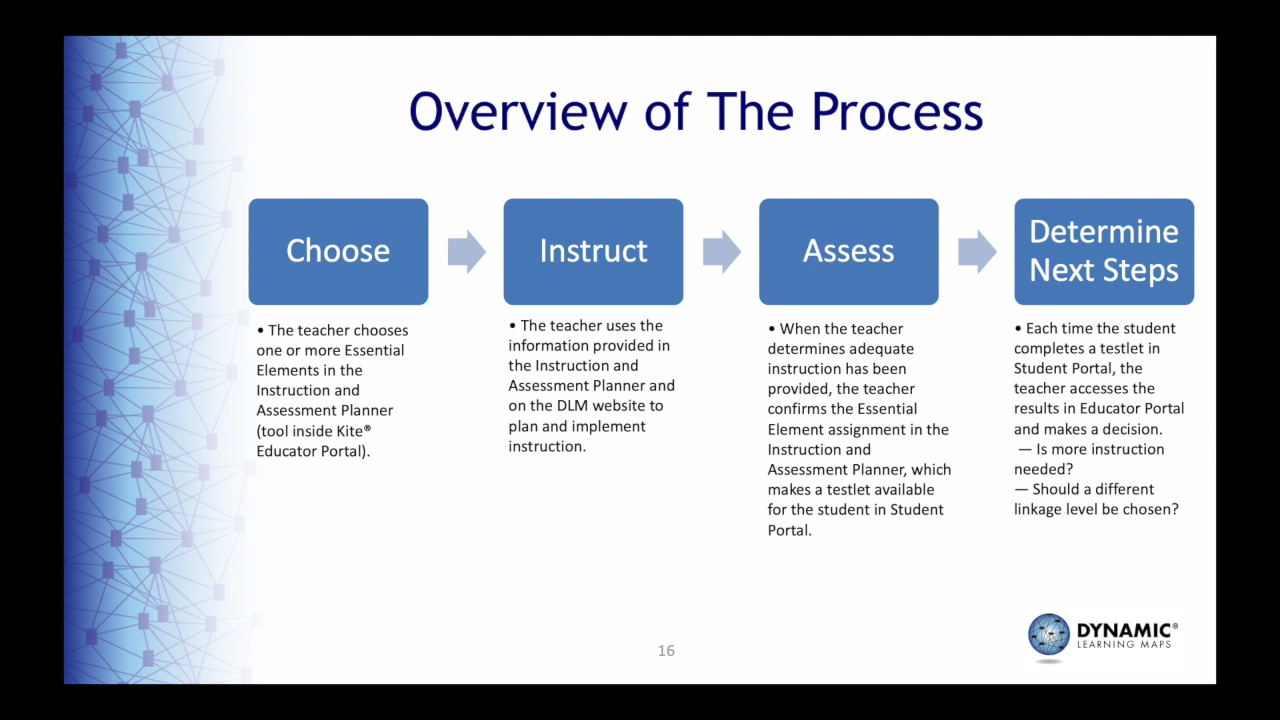 Overview of The Process
Choose
• The teacher chooses
one or more Essential
Elements in the
Instruction and
Assessment Planner
(tool inside Kite®
Educator Portal).
Instruct
• The teacher uses the
information provided in
the Instruction and
Assessment Planner and
on the DLM website to
plan and implement
instruction.
Assess
• When the teacher
determines adequate
instruction has been
provided, the teacher
confirms the Essential
Element assignment in the
Instruction and
Assessment Planner, which
makes a testlet available
for the student in Student
Portal.
Determine
Next Steps
• Each time the student
completes a testlet in
Student Portal, the
teacher accesses the
results in Educator Portal
and makes a decision.
— Is more instruction
needed?
— Should a different
linkage level be chosen?
16
DYNAMIC®
LEARNING MAPS